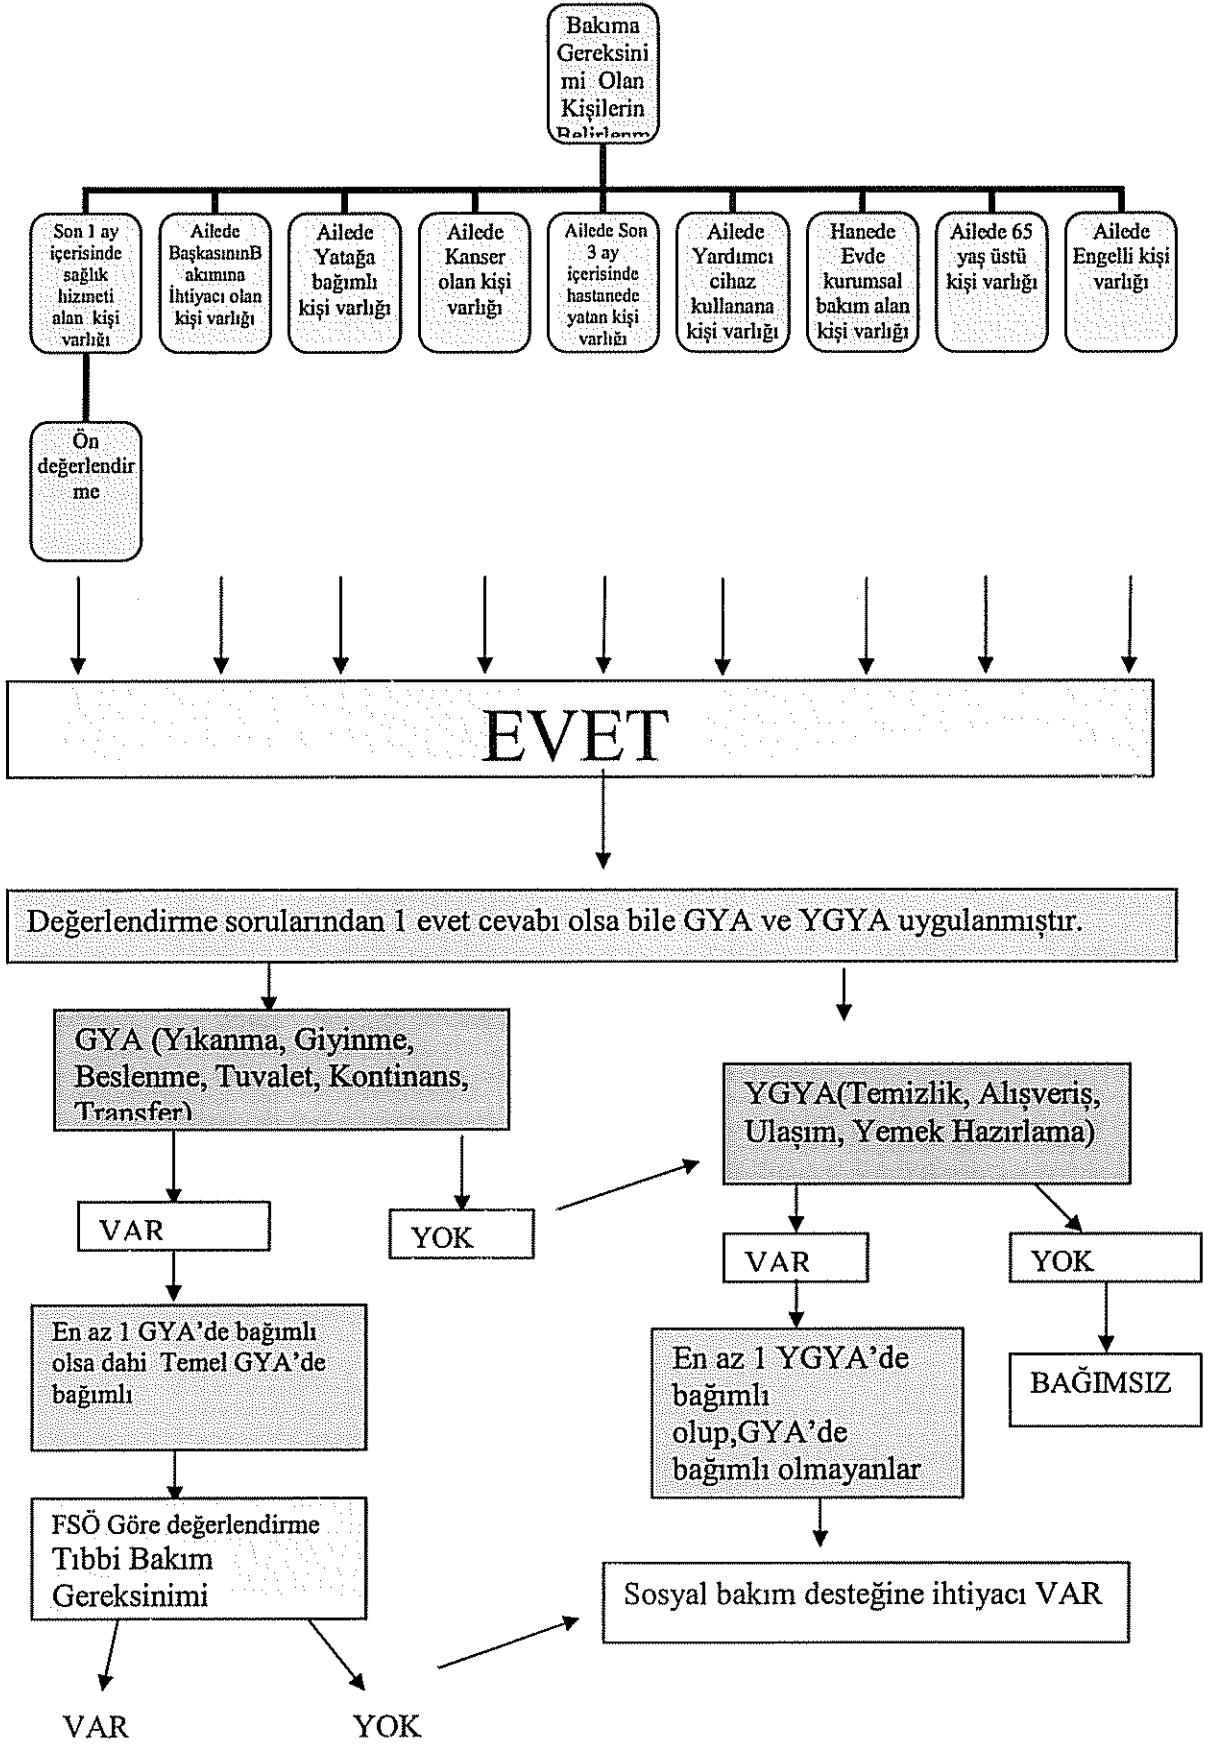 Bakıma
Gereksini
mi Olan
Kişilerin
Belirlenm
Son 1 ay
içerisinde
sağlık
hizmeti
alan kişi
varlığı
Ailede
BaşkasınınB
akımına
İhtiyacı olan
kişi varlığı
Ailede
Yatağa
bağımlı
kişi varlığı
Ailede
Kanser
olan kişi
varlığı
Ailede Son
3 ay
içerisinde
hastanede
yatan kişi
varlığı
Ailede
Yardımcı
cihaz
kullanana
kişi varlığı
Hanede
Evde
kurumsal
bakım alan
kişi varlığı
Ailede 65
yaş üstü
kişi varlığı
Ailede
Engelli kişi
varlığı
Ön
değerlendir
me
EVET
Değerlendirme sorularından 1 evet cevabı olsa bile GYA ve YGYA uygulanmıştır.
GYA (Yıkanma, Giyinme,
Beslenme, Tuvalet, Kontinans,
Transfer)
YGYA(Temizlik, Alışveriş,
Ulaşım, Yemek Hazırlama)
VAR
YOK
VAR
YOK
En az 1 GYA’de bağımlı
olsa dahi Temel GYA’de
bağımlı
En az 1 YGYA’de
bağımlı
olup,GYA’de
bağımlı olmayanlar
BAĞIMSIZ
FSÖ Göre değerlendirme
Tıbbi Bakım
Gereksinimi
Sosyal bakım desteğine ihtiyacı VAR
VAR
YOK